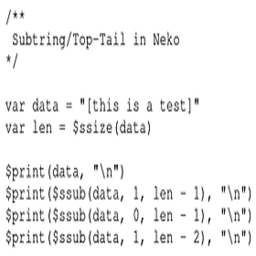 /**
 Subtring/Top-Tail in Neko
*/

var data = "[this is a test]"
var len = $ssize(data)

$print(data, "\n")
$print($ssub(data, 1, len - 1), "\n")
$print($ssub(data, 0, len - 1), "\n")
$print($ssub(data, 1, len - 2), "\n")